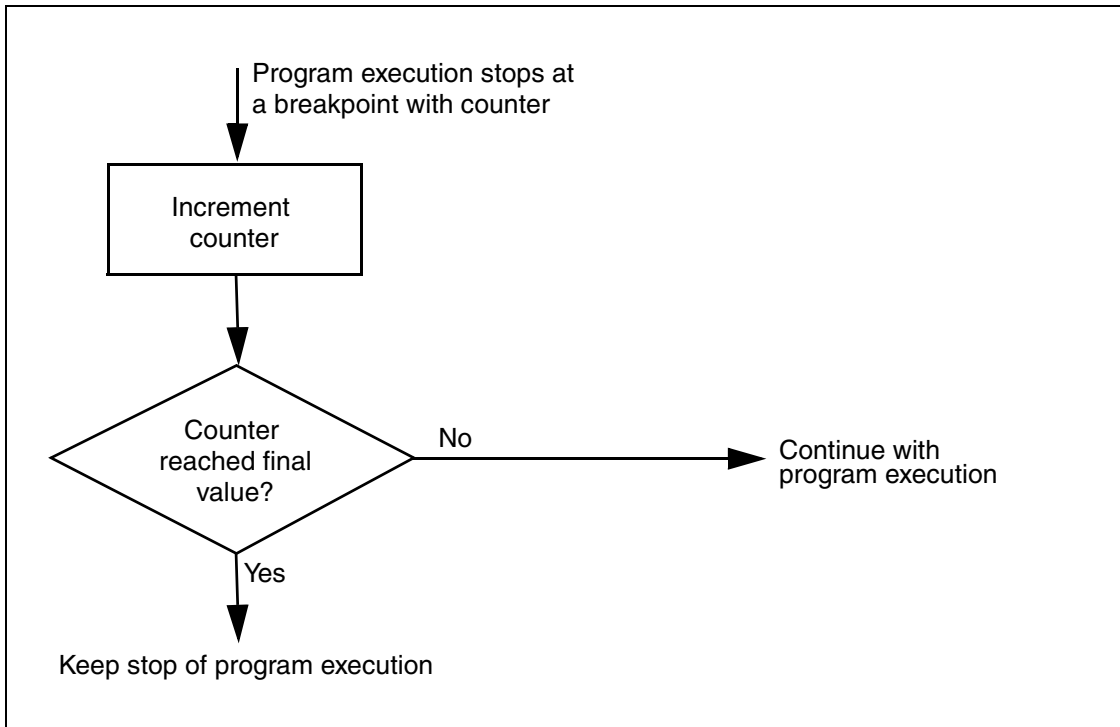 Program execution stops at
a breakpoint with counter
Increment
counter
Counter
reached final
value?
No
Continue with
program execution
Yes
Keep stop of program execution